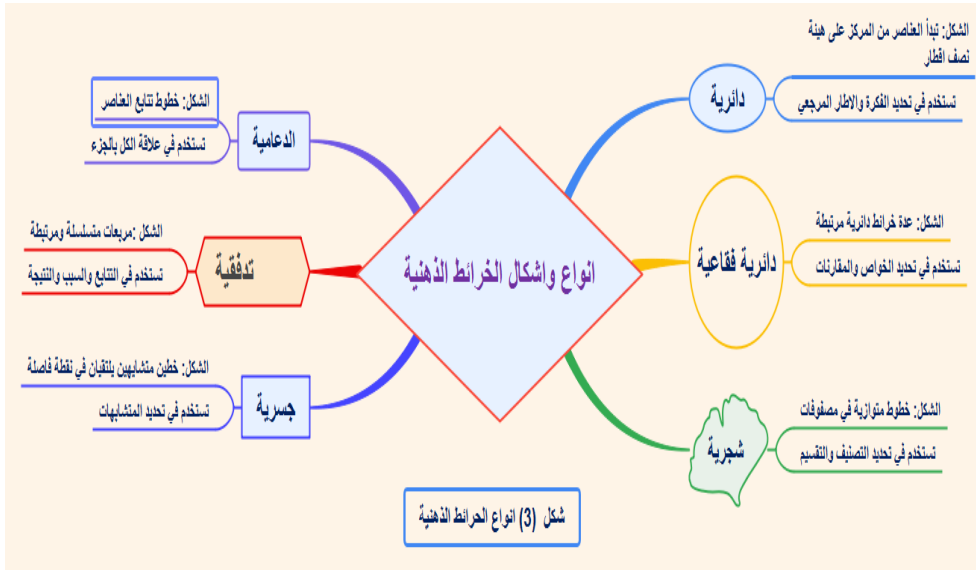 انواع واشكال الخرائط الذهنية
دائرية
الشكل: تبدأ العناصر من المركز على هيئة
نصف اقطار
تستخدم في تحديد الفكرة والاطار المرجعي
دائرية فقاعية
الشكل: عدة خرائط دائرية مرتبطة
تستخدم في تحديد الخواص والمقارنات
شجرية
الشكل: خطوط متوازية في مصفوفات
تستخدم في تحديد التصنيف والتقسيم
الدعامية
الشكل: خطوط تتابع العناصر
تستخدم في علاقة الكل بالجزء
تدفقية
الشكل :مربعات متسلسلة ومرتبطة
تستخدم في التتابع والسبب والنتيجة
جسرية
الشكل: خطين متشابهين يلتقيان في نقطة فاصلة
تستخدم في تحديد المتشابهات
شكل (3) انواع الخرائط الذهنية